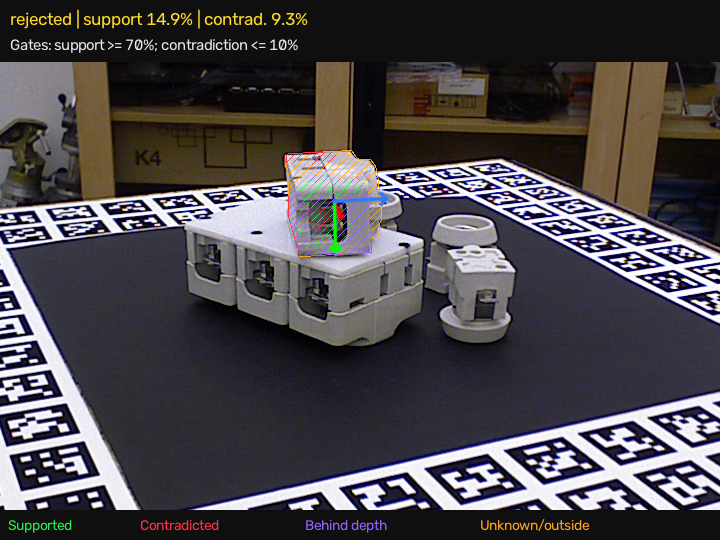 rejected | support 14.9% | contrad. 9.3%
Gates: support >= 70%; contradiction <= 10%
K4
Supported
Contradicted
Behind depth
Unknown/outside